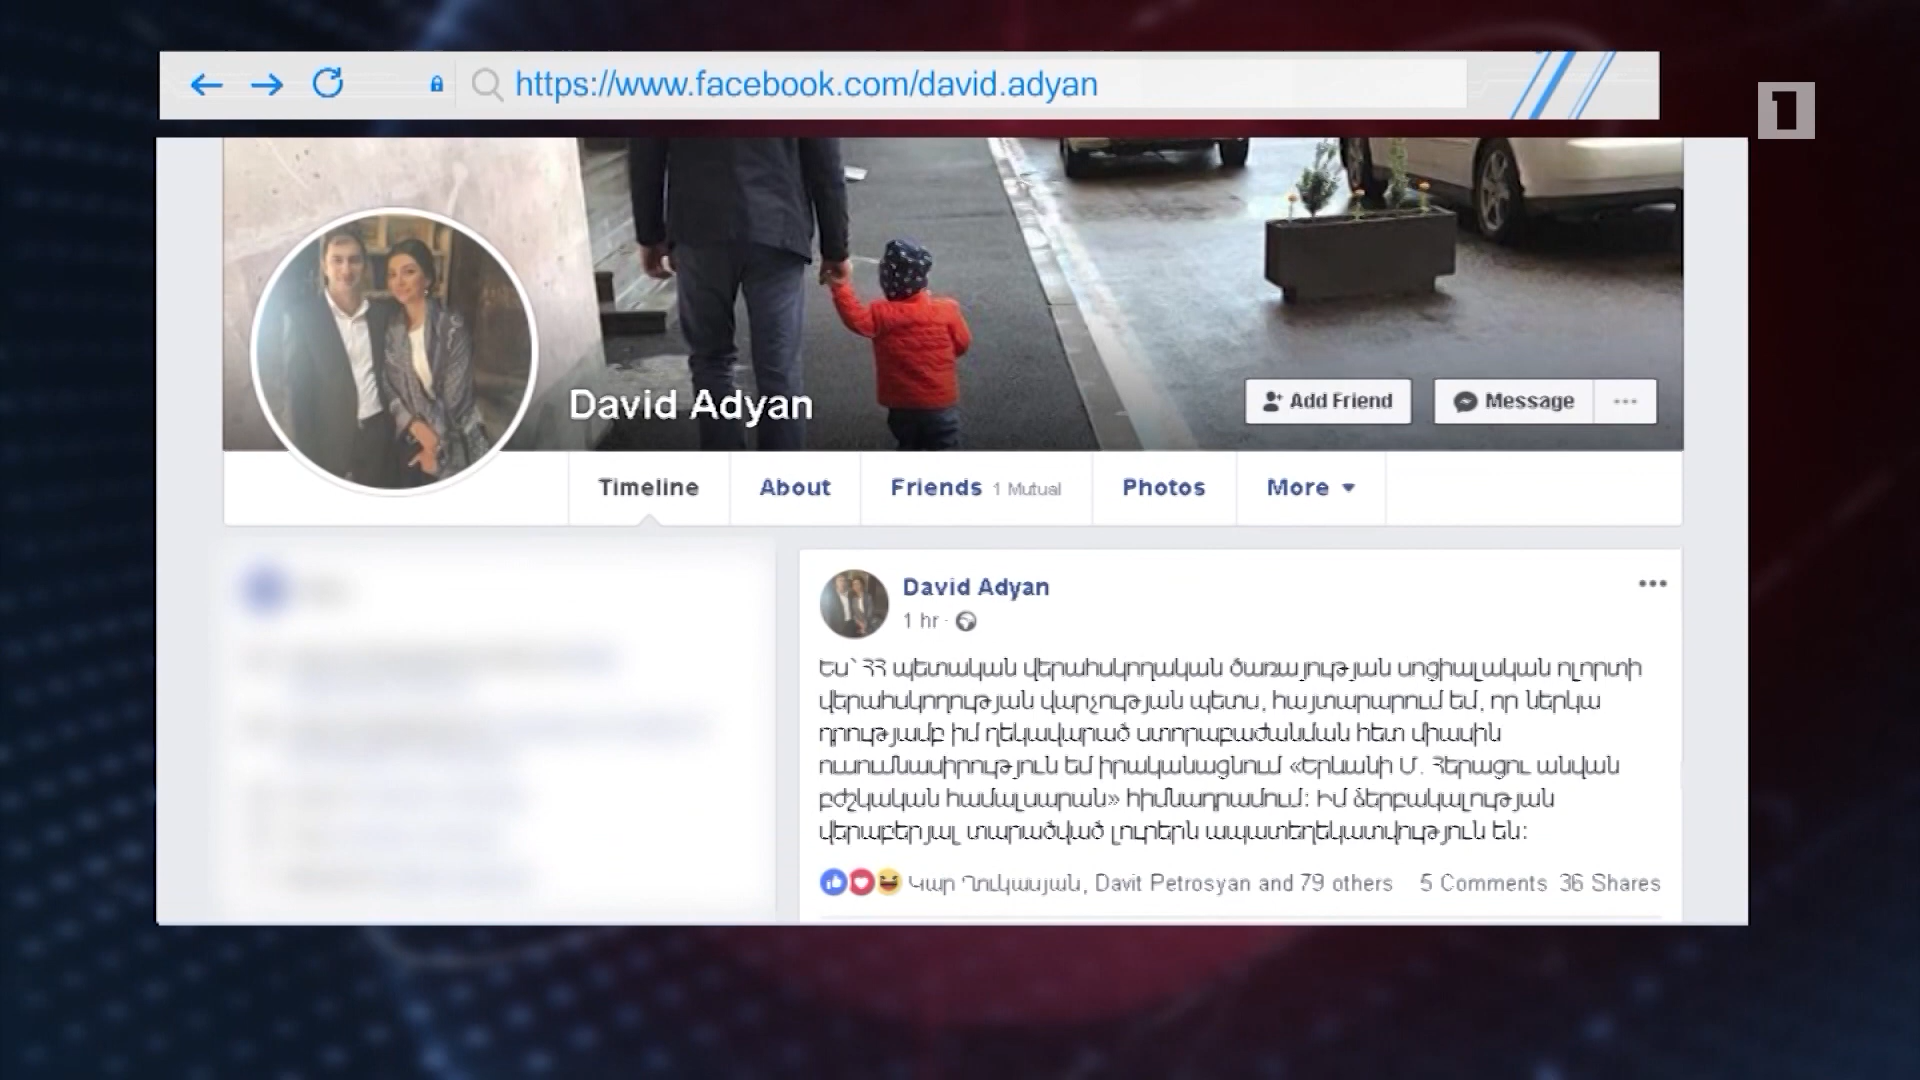 https://www.facebook.com/david.adyan
1
David Adyan
Add Friend
Message
Timeline
About
Friends 1 Mutual
Photos
More
David Adyan
1 hr
Ես՝ ՀՀ պետական վերահսկողական ծառայության սոցիալական ոլորտի
վերահսկողության վարչության պետս, հայտարարում եմ, որ ներկա
դրությամբ իմ ղեկավարած ստորաբաժանման հետ միասին
ուսումնասիրություն եմ իրականացնում «Երևանի Մ. Հերացու անվան
բժշկական համալսարան» հիմնադրամում: Իմ ձերբակալության
վերաբերյալ տարածված լուրերն ապատեղեկատվություն են:
Կար Ղուկասյան, Davit Petrosyan and 79 others 5 Comments 36 Shares